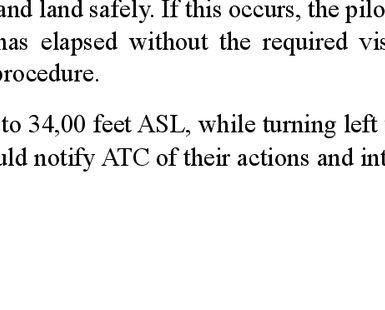 and land safely. If this occurs, the pilo
has elapsed without the required vis
procedure.
to 34,00 feet ASL, while turning left
uld notify ATC of their actions and int